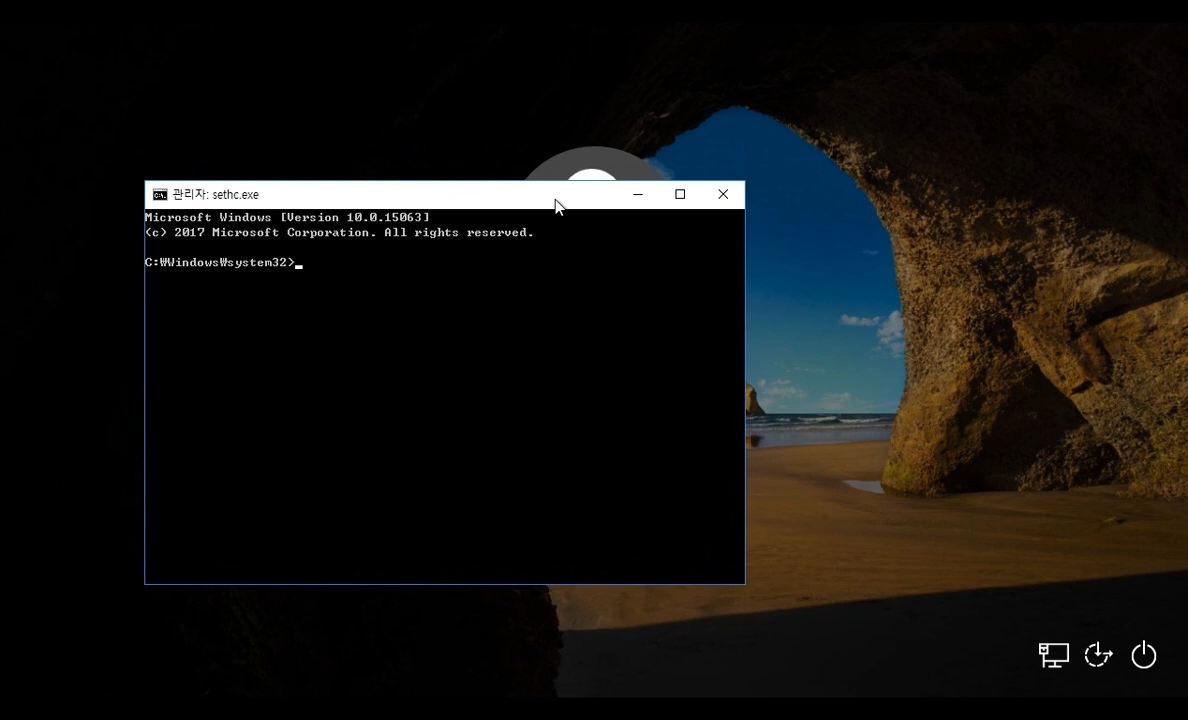 관리자: sethc.exe
Microsoft Windows [Version 10.0.15063]
(c) 2017 Microsoft Corporation. All rights reserved.
C:₩Windows₩system32>